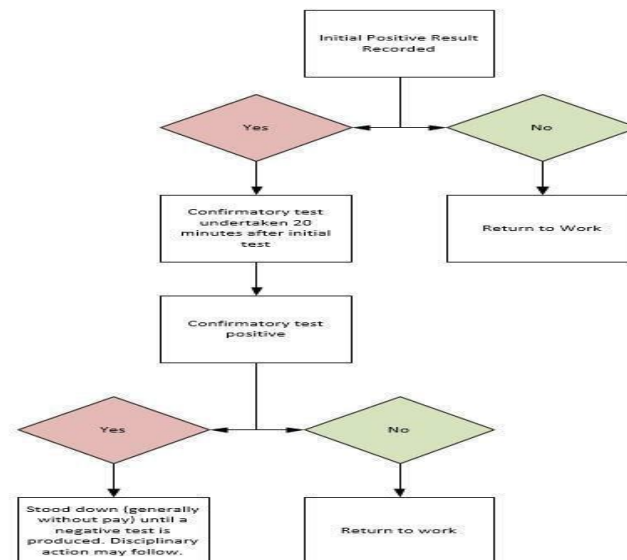 Initial Positive Result
Recorded
Yes
No
Confirmatory test
undertaken 20
minutes after initial
test
Return to Work
Confirmatory test
positive
Yes
No
Stood down (generally
without pay) until a
negative test is
produced. Disciplinary
action may follow.
Return to work